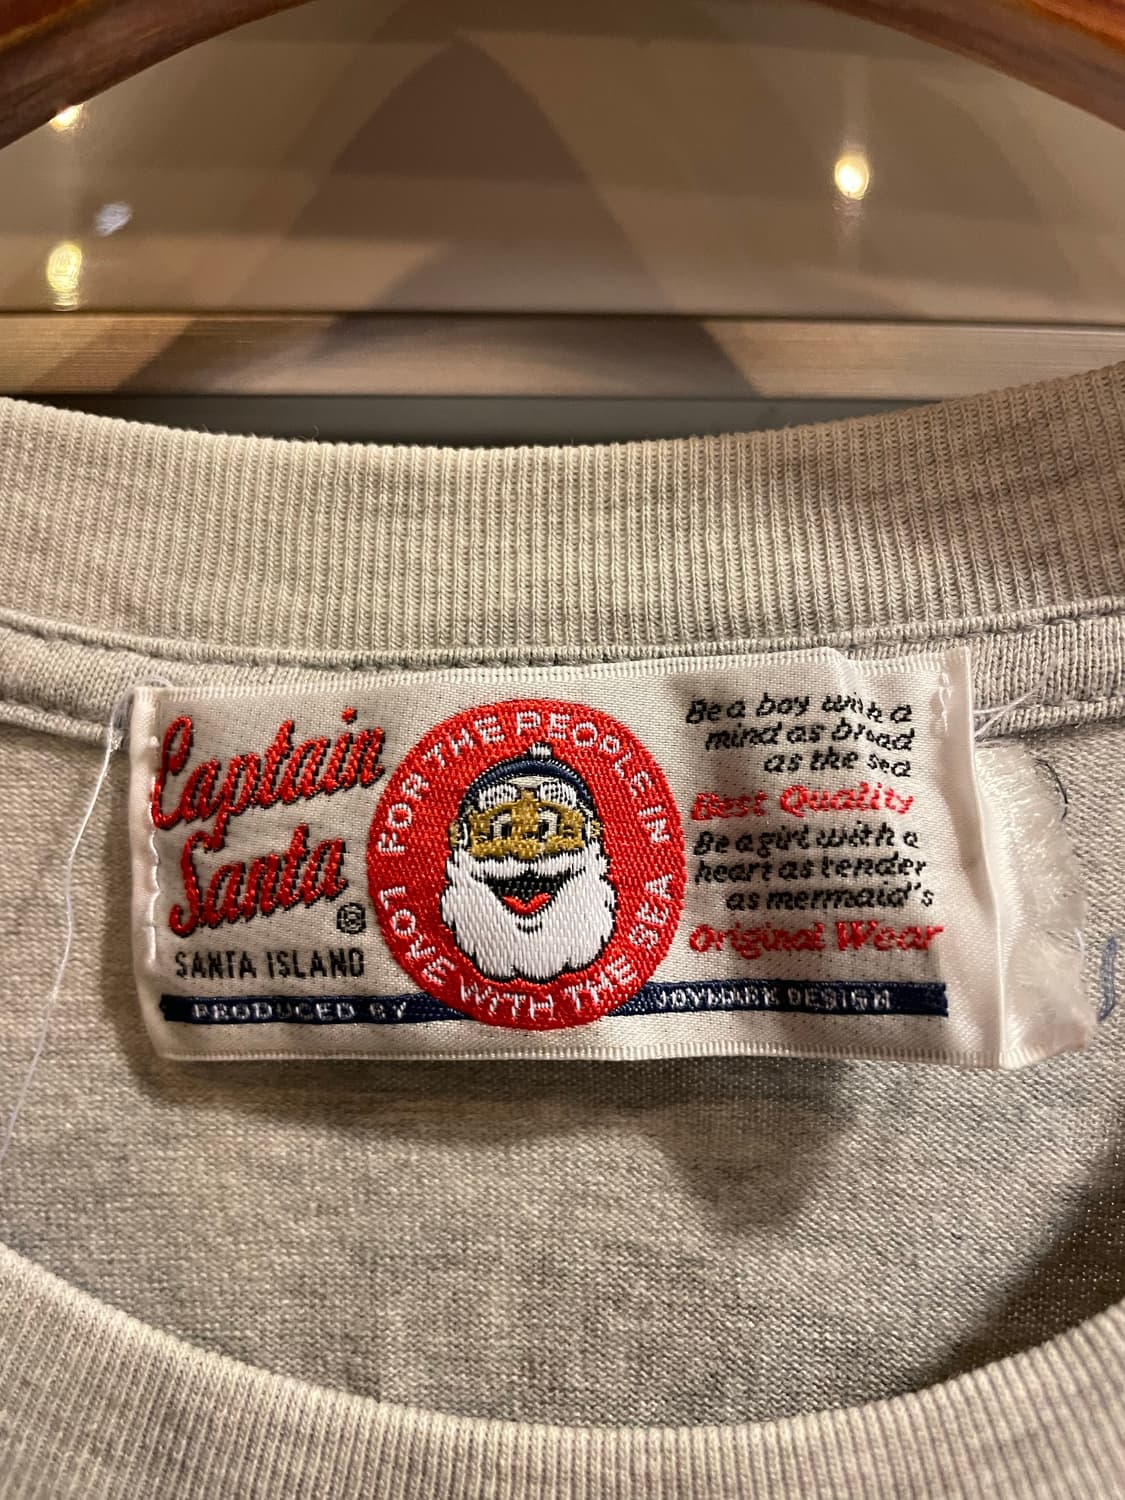 Captain
Santa
®
SANTA ISLAND
PRODUCED BY
FOR THE PEOPLE IN
LOVE WITH THE SEA
Be a boy with a
mind as broad
as the sea
Best Quality
Be a girl with a
heart as tender
as mermaid's
Original Wear
DESIGN